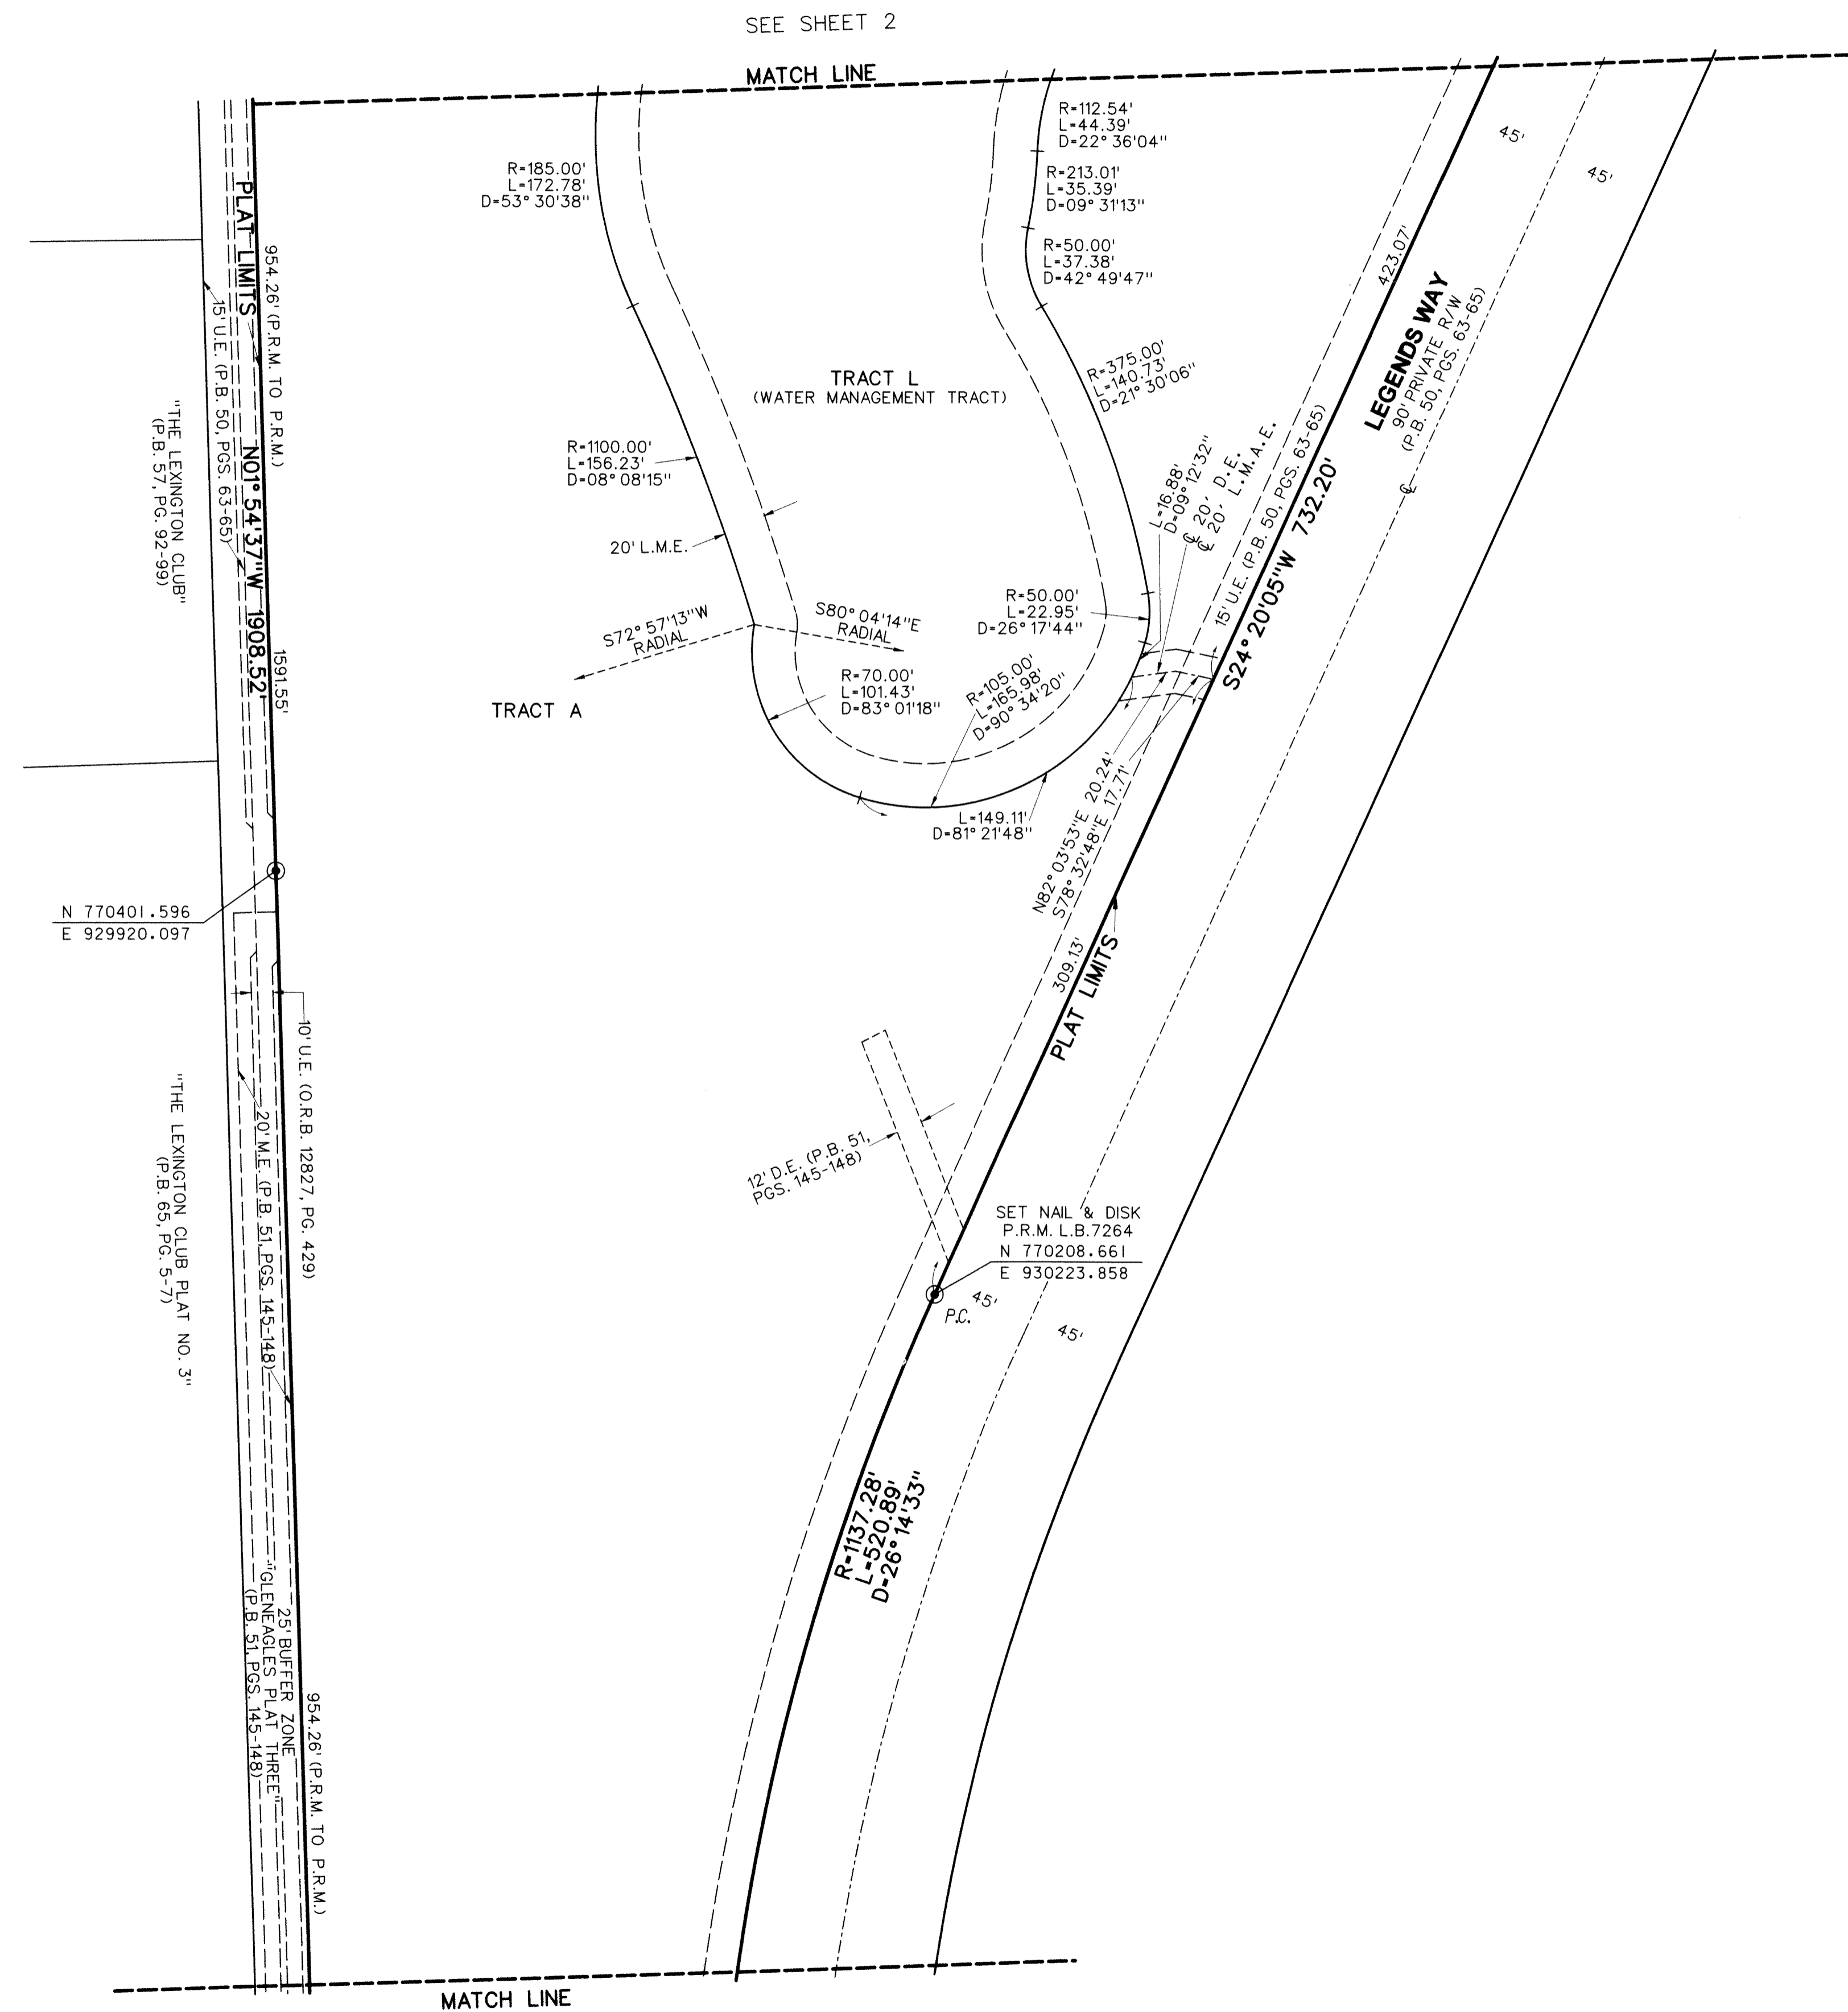 SEE SHEET 2
MATCH LINE
R=112.54'
L=44.39'
D=22° 36'04"
R=185.00'
L=172.78'
D=53° 30'38"
R=213.01'
L=35.39'
D=09° 31'13"
R=50.00'
L=37.38'
D=42° 49'47"
45'
45'
423.07'
LEGENDS WAY
90' PRIVATE R/W
(P.B. 50, PGS. 63-65)
PLAT LIMITS
954.26' (P.R.M. TO P.R.M.)
15' U.E. (P.B. 50, PGS. 63-65)
N01° 54'37"W 1908.52'
1591.55'
"THE LEXINGTON CLUB"
(P.B. 57, PG. 92-99)
TRACT L
(WATER MANAGEMENT TRACT)
R=375.00'
L=140.73'
D=21° 30'06"
R=1100.00'
L=156.23'
D=08° 08'15"
20' L.M.E.
L=16.88'
D=09° 12'32"
℄ 20' D.E.
℄ 20' L.M.A.E.
15' U.E. (P.B. 50, PGS. 63-65)
S24° 20'05"W 732.20'
℄
R=50.00'
L=22.95'
D=26° 17'44"
S72° 57'13"W
RADIAL
S80° 04'14"E
RADIAL
R=70.00'
L=101.43'
D=83° 01'18"
R=105.00'
L=165.98'
D=90° 34'20"
TRACT A
L=149.11'
D=81° 21'48"
N82° 03'53"E 20.24'
S78° 32'48"E 17.71'
N 770401.596
E 929920.097
309.13'
PLAT LIMITS
10' U.E. (O.R.B. 12827, PG. 429)
20' M.E. (P.B. 51, PGS. 145-148)
"THE LEXINGTON CLUB PLAT NO. 3"
(P.B. 65, PG. 5-7)
12' D.E. (P.B. 51,
PGS. 145-148)
SET NAIL & DISK
P.R.M. L.B.7264
N 770208.661
E 930223.858
P.C.
45'
45'
R=1137.28'
L=520.89'
D=26° 14'33"
25' BUFFER ZONE
"GLENEAGLES PLAT THREE"
(P.B. 51, PGS. 145-148)
954.26' (P.R.M. TO P.R.M.)
MATCH LINE